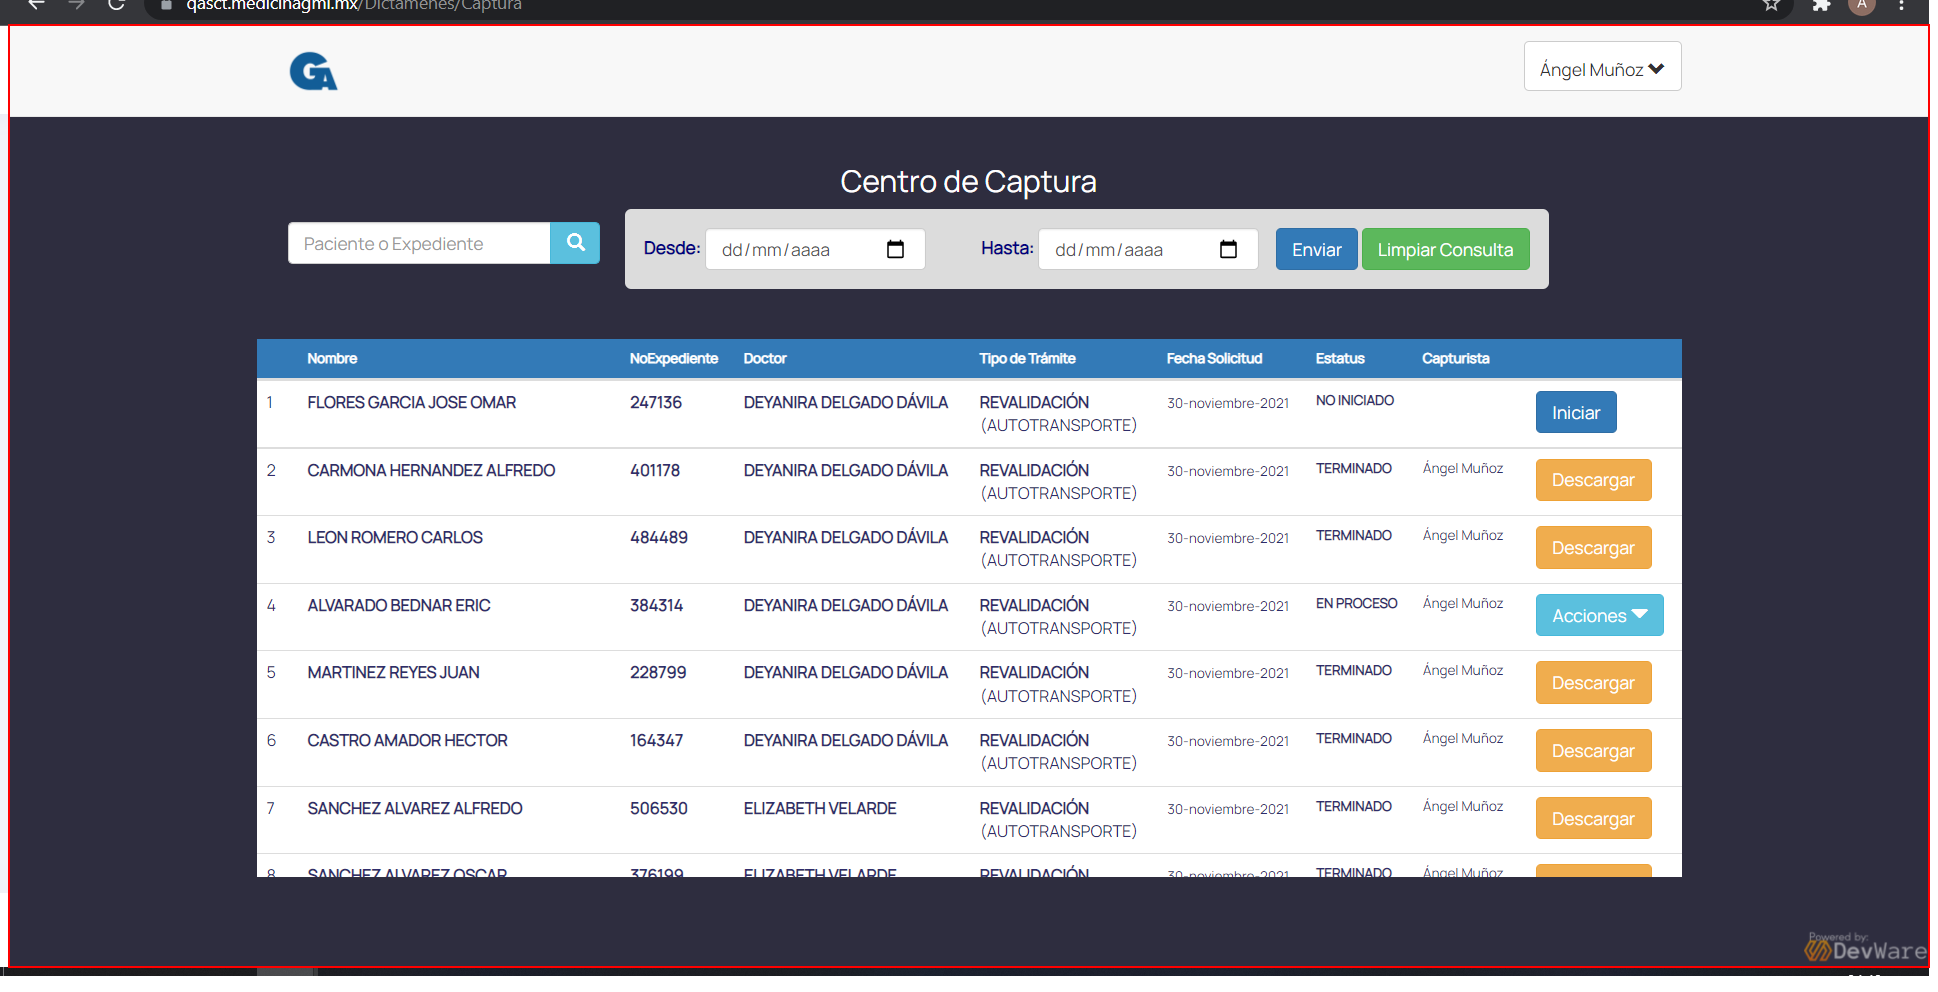 qasct.medicinagmi.mx/Dictamenes/Captura
A
GA
Ángel Muñoz
Centro de Captura
Paciente o Expediente
Desde: dd/mm/aaaa Hasta: dd/mm/aaaa Enviar Limpiar Consulta
Nombre NoExpediente Doctor Tipo de Trámite Fecha Solicitud Estatus Capturista
1 FLORES GARCIA JOSE OMAR 247136 DEYANIRA DELGADO DÁVILA REVALIDACIÓN 30-noviembre-2021 NO INICIADO Iniciar
(AUTOTRANSPORTE)
2 CARMONA HERNANDEZ ALFREDO 401178 DEYANIRA DELGADO DÁVILA REVALIDACIÓN 30-noviembre-2021 TERMINADO Ángel Muñoz Descargar
(AUTOTRANSPORTE)
3 LEON ROMERO CARLOS 484489 DEYANIRA DELGADO DÁVILA REVALIDACIÓN 30-noviembre-2021 TERMINADO Ángel Muñoz Descargar
(AUTOTRANSPORTE)
4 ALVARADO BEDNAR ERIC 384314 DEYANIRA DELGADO DÁVILA REVALIDACIÓN 30-noviembre-2021 EN PROCESO Ángel Muñoz Acciones
(AUTOTRANSPORTE)
5 MARTINEZ REYES JUAN 228799 DEYANIRA DELGADO DÁVILA REVALIDACIÓN 30-noviembre-2021 TERMINADO Ángel Muñoz Descargar
(AUTOTRANSPORTE)
6 CASTRO AMADOR HECTOR 164347 DEYANIRA DELGADO DÁVILA REVALIDACIÓN 30-noviembre-2021 TERMINADO Ángel Muñoz Descargar
(AUTOTRANSPORTE)
7 SANCHEZ ALVAREZ ALFREDO 506530 ELIZABETH VELARDE REVALIDACIÓN 30-noviembre-2021 TERMINADO Ángel Muñoz Descargar
(AUTOTRANSPORTE)
8 SANCHEZ ALVAREZ OSCAR 376199 ELIZABETH VELARDE REVALIDACIÓN 30-noviembre-2021 TERMINADO Ángel Muñoz
Powered by:
DevWare